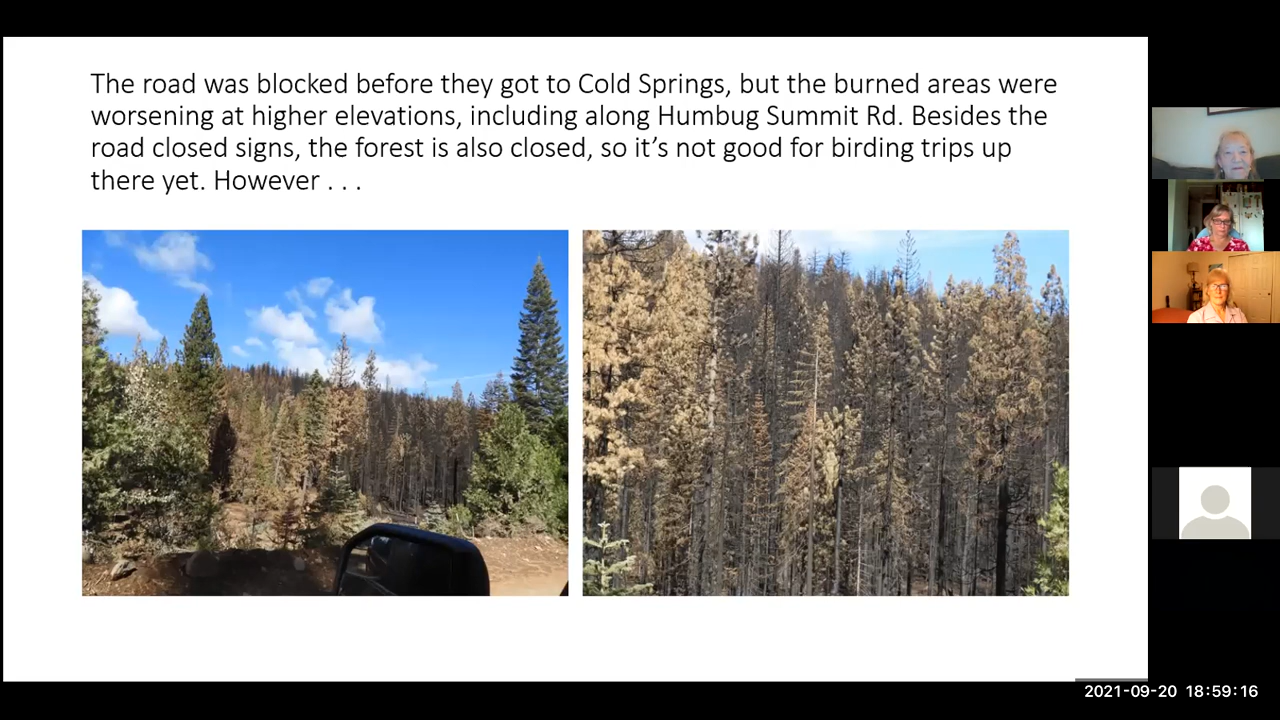 The road was blocked before they got to Cold Springs, but the burned areas were
worsening at higher elevations, including along Humbug Summit Rd. Besides the
road closed signs, the forest is also closed, so it’s not good for birding trips up
there yet. However . . .
2021-09-20 18:59:16